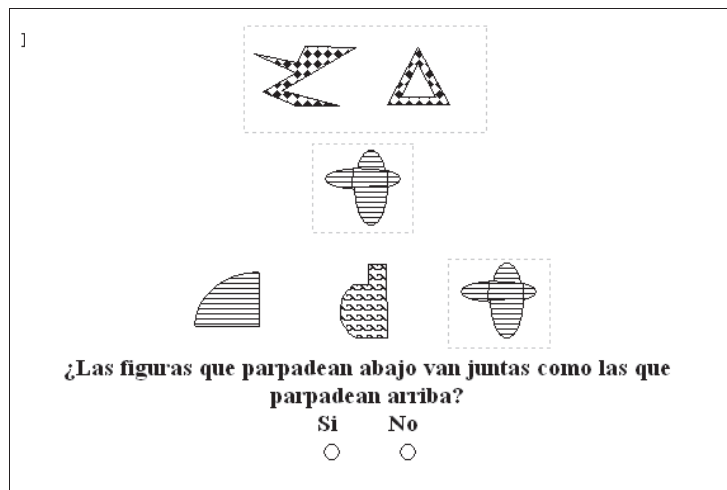 ]
¿Las figuras que parpadean abajo van juntas como las que
parpadean arriba?
Si No